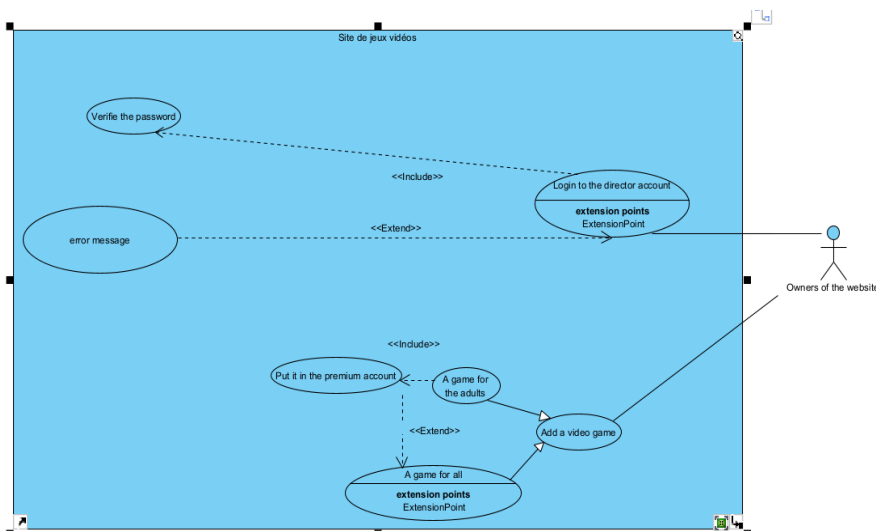 Site de jeux vidéos
Verifie the password
<<Include>>
Login to the director account
extension points
ExtensionPoint
error message
<<Extend>>
Owners of the website
<<Include>>
Put it in the premium account
A game for
the adults
<<Extend>>
Add a video game
A game for all
extension points
ExtensionPoint